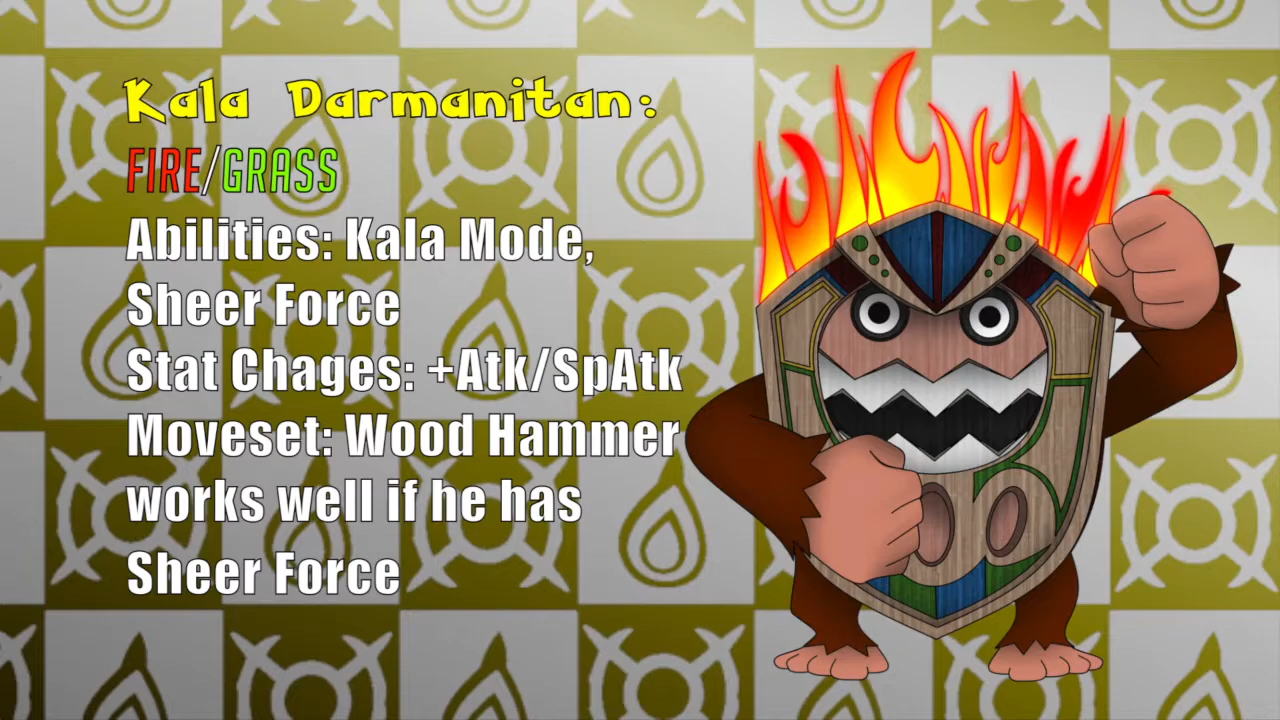 Kala Darmanitan:
FIRE/GRASS
Abilities: Kala Mode,
Sheer Force
Stat Chages: +Atk/SpAtk
Moveset: Wood Hammer
works well if he has
Sheer Force